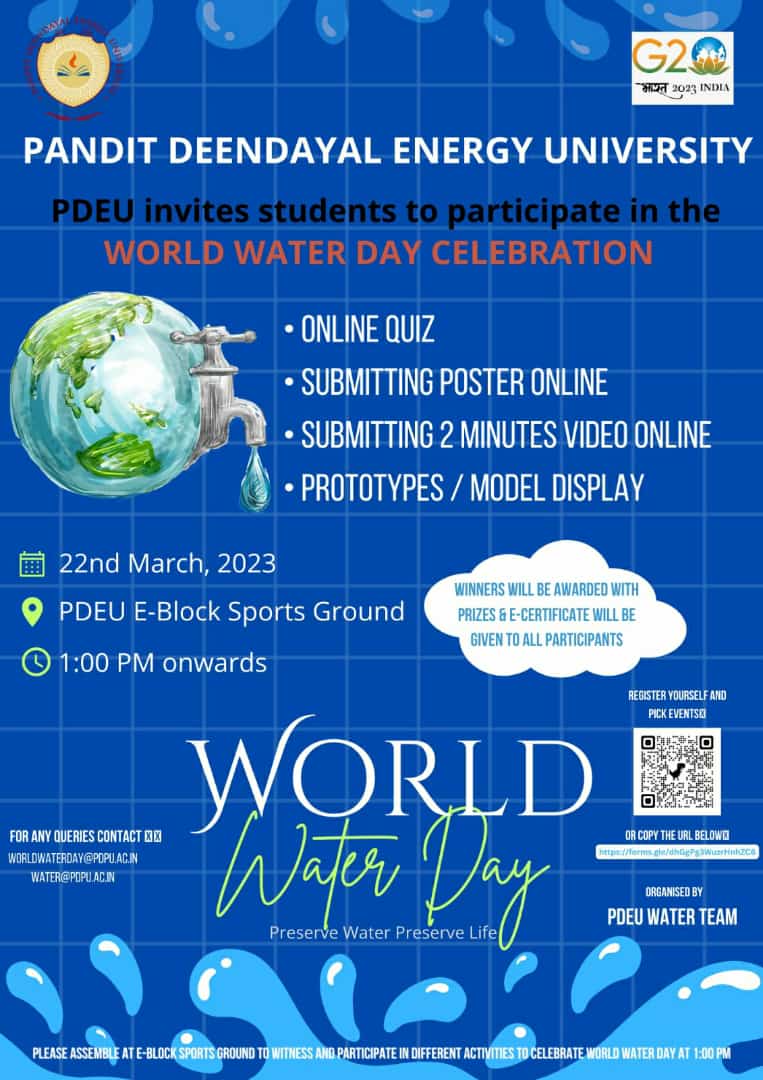 G20
भारत 2023 INDIA
PANDIT DEENDAYAL ENERGY UNIVERSITY
PDEU invites students to participate in the
WORLD WATER DAY CELEBRATION
• ONLINE QUIZ
• SUBMITTING POSTER ONLINE
• SUBMITTING 2 MINUTES VIDEO ONLINE
• PROTOTYPES / MODEL DISPLAY
22nd March, 2023
PDEU E-Block Sports Ground
1:00 PM onwards
WINNERS WILL BE AWARDED WITH
PRIZES & E-CERTIFICATE WILL BE
GIVEN TO ALL PARTICIPANTS
REGISTER YOURSELF AND
PICK EVENTS
WORLD
Water Day
Preserve Water Preserve Life
FOR ANY QUERIES CONTACT
WORLDWATERDAY@PDPU.AC.IN
WATER@PDPU.AC.IN
OR COPY THE URL BELOW
ORGANISED BY
PDEU WATER TEAM
PLEASE ASSEMBLE AT E-BLOCK SPORTS GROUND TO WITNESS AND PARTICIPATE IN DIFFERENT ACTIVITIES TO CELEBRATE WORLD WATER DAY AT 1:00 PM